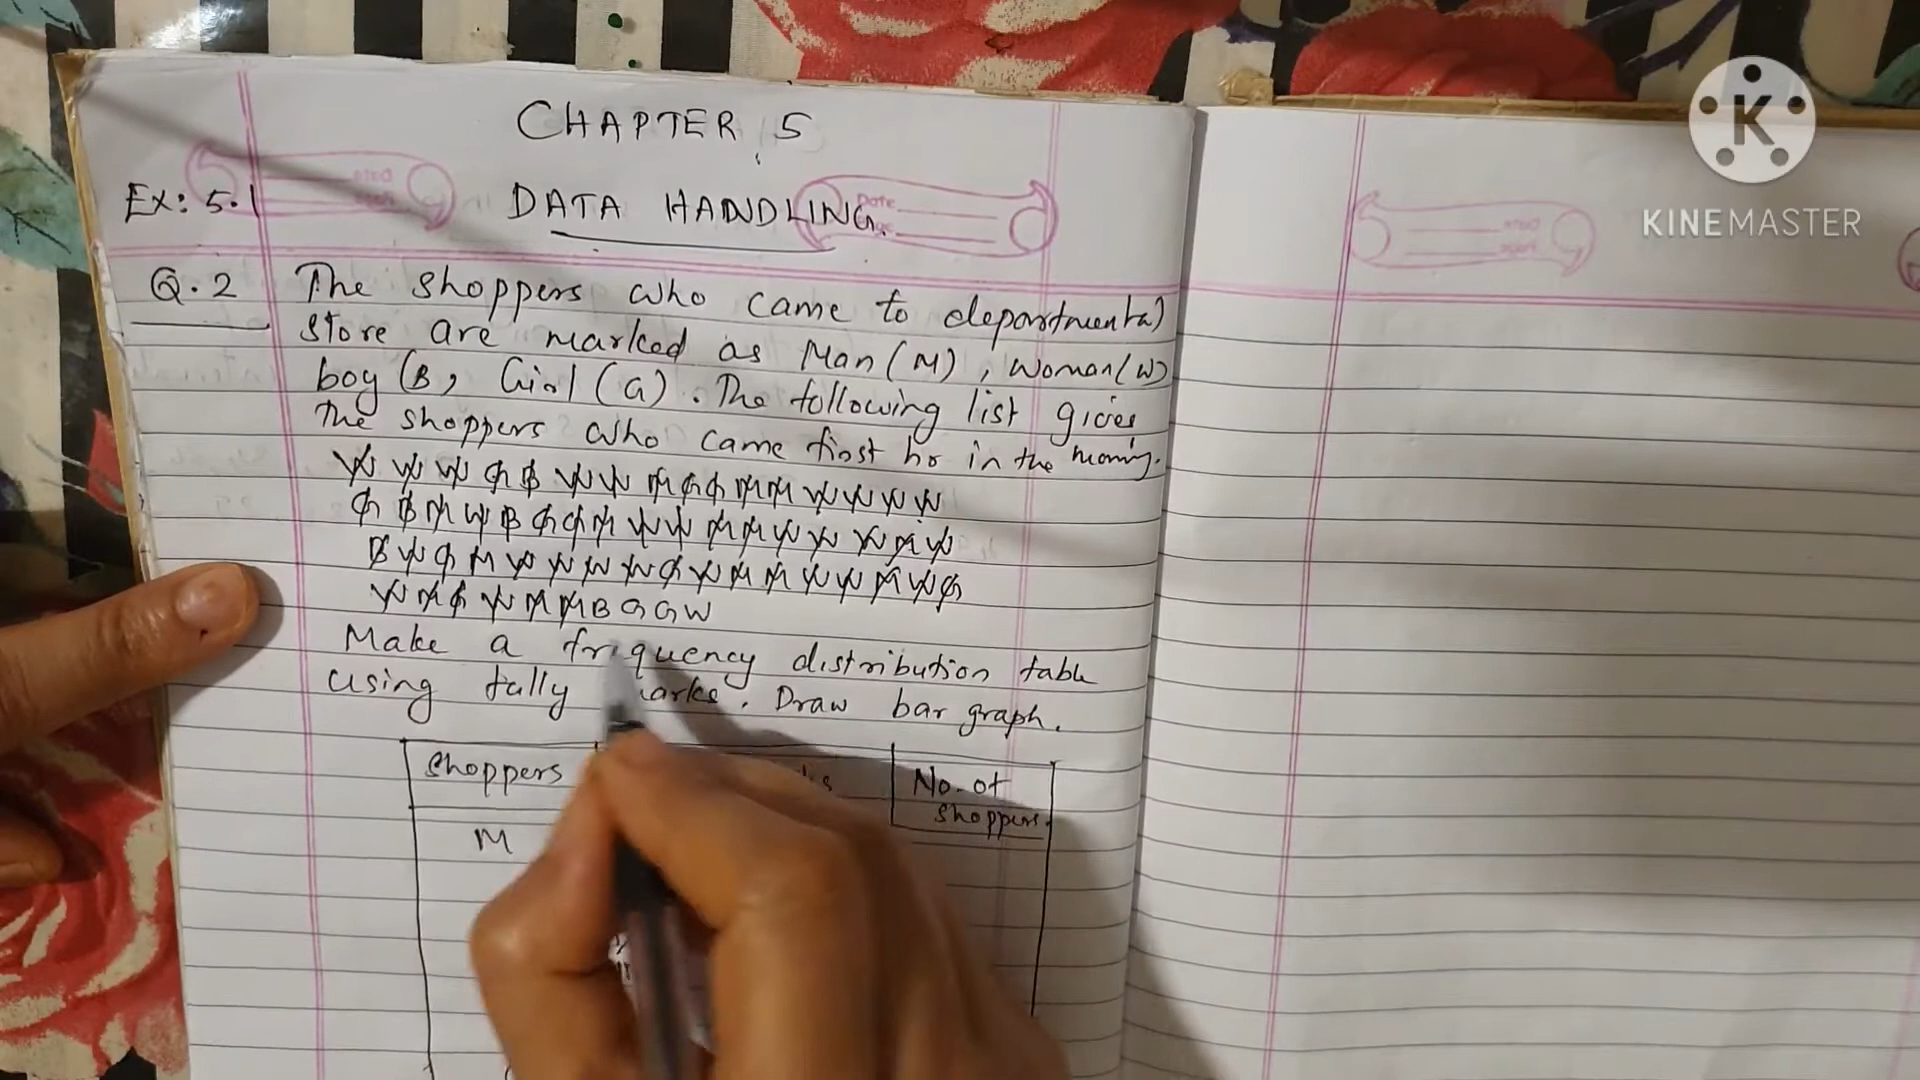 CHAPTER 5
Ex: 5.1
DATA HANDLING
Date
K
KINEMASTER
Q.2 The shoppers who came to departmental
store are marked as Man (M), Woman (W)
boy (B, Girl (G). The following list gives
the shoppers who came first hr in the morning.
W W W G B W W M G G M M W W W W
G B M W B G G M W W M M W W W M W
B W G M W W W W G W M M W W M W G
W M G W M M B G G W
Make a frequency distribution table
using tally marks. Draw bar graph.
Shoppers
No. of
shoppers.
M